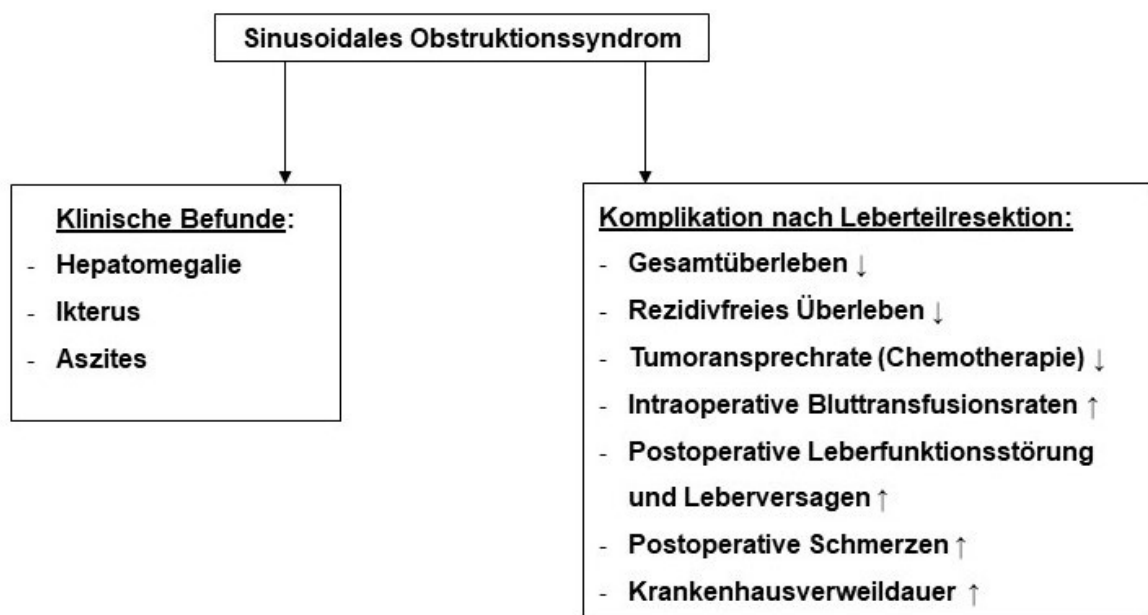 Sinusoidales Obstruktionssyndrom
Klinische Befunde:
- Hepatomegalie
- Ikterus
- Aszites
Komplikation nach Leberteilresektion:
- Gesamtüberleben ↓
- Rezidivfreies Überleben ↓
- Tumoransprechrate (Chemotherapie) ↓
- Intraoperative Bluttransfusionsraten ↑
- Postoperative Leberfunktionsstörung
und Leberversagen ↑
- Postoperative Schmerzen ↑
- Krankenhausverweildauer ↑